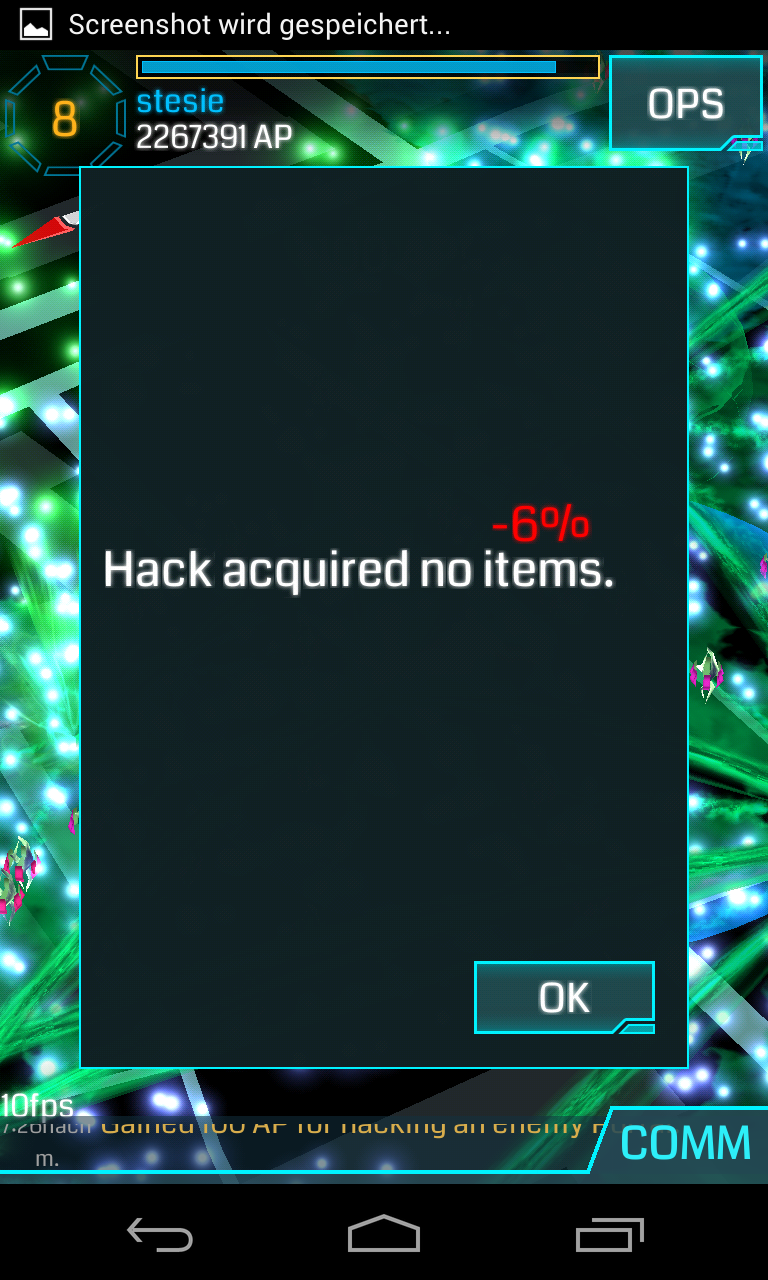 Screenshot wird gespeichert...
8
stesie
2267391 AP
OPS
-6%
Hack acquired no items.
OK
10fps
7:26nach m.
Gained 100 AP for hacking an enemy
COMM